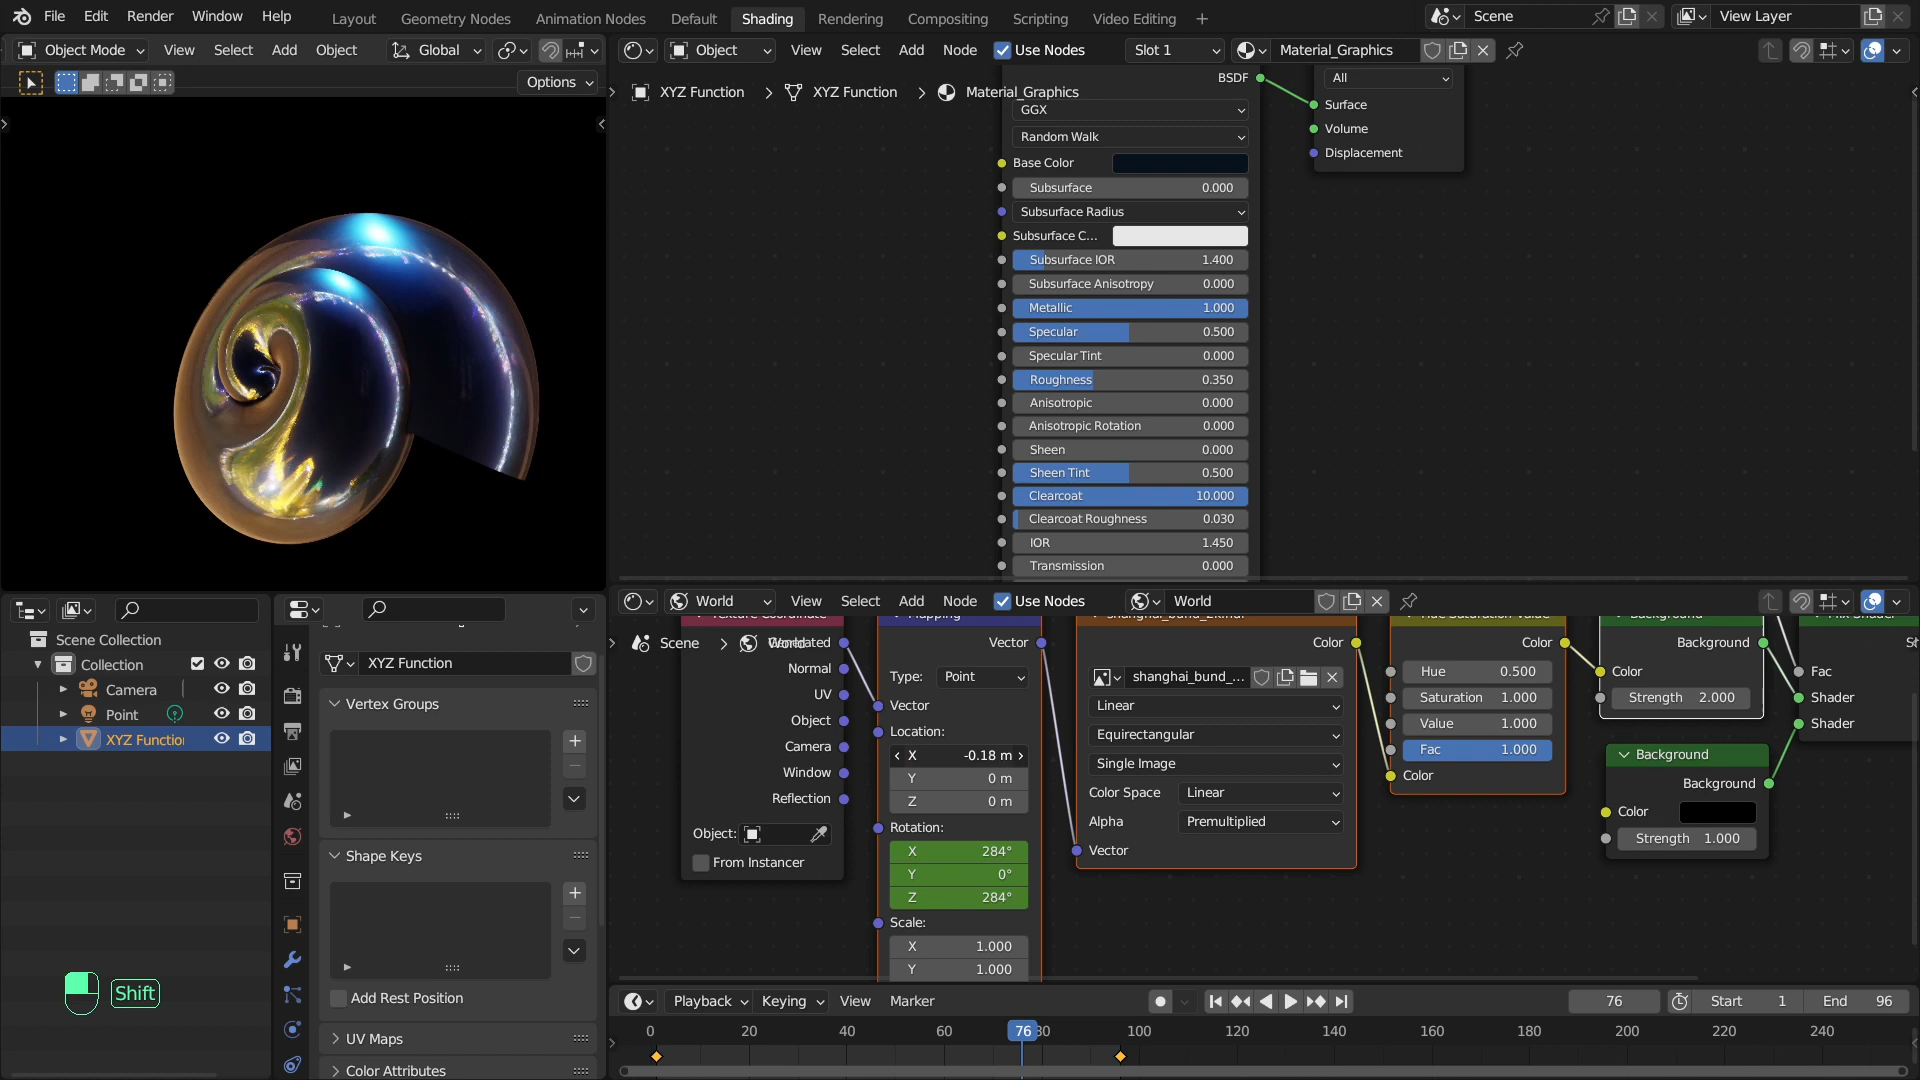 File Edit Render Window Help
Layout Geometry Nodes Animation Nodes Default Shading Rendering Compositing Scripting Video Editing +
Scene
View Layer
Object Mode View Select Add Object Global
Object View Select Add Node Use Nodes Slot 1 Material_Graphics
Options
XYZ Function > XYZ Function > Material_Graphics
BSDF
GGX
Random Walk
Base Color
Subsurface 0.000
Subsurface Radius
Subsurface C...
Subsurface IOR 1.400
Subsurface Anisotropy 0.000
Metallic 1.000
Specular 0.500
Specular Tint 0.000
Roughness 0.350
Anisotropic 0.000
Anisotropic Rotation 0.000
Sheen 0.000
Sheen Tint 0.500
Clearcoat 10.000
Clearcoat Roughness 0.030
IOR 1.450
Transmission 0.000
All
Surface
Volume
Displacement
World View Select Add Node Use Nodes World
Scene > World
Generated
Normal
UV
Object
Camera
Window
Reflection
Object:
From Instancer
Mapping
Vector
Type: Point
Vector
Location:
X -0.18 m
Y 0 m
Z 0 m
Rotation:
X 284°
Y 0°
Z 284°
Scale:
X 1.000
Y 1.000
Color
shanghai_bund_...
Linear
Equirectangular
Single Image
Color Space Linear
Alpha Premultiplied
Vector
Color
Hue 0.500
Saturation 1.000
Value 1.000
Fac 1.000
Color
Background
Color
Strength 2.000
Background
Background
Color
Strength 1.000
Fac
Shader
Shader
Scene Collection
Collection
Camera
Point
XYZ Functio
XYZ Function
Vertex Groups
Shape Keys
Add Rest Position
UV Maps
Color Attributes
Shift
Playback Keying View Marker
76 Start 1 End 96
0 20 40 60 76 80 100 120 140 160 180 200 220 240